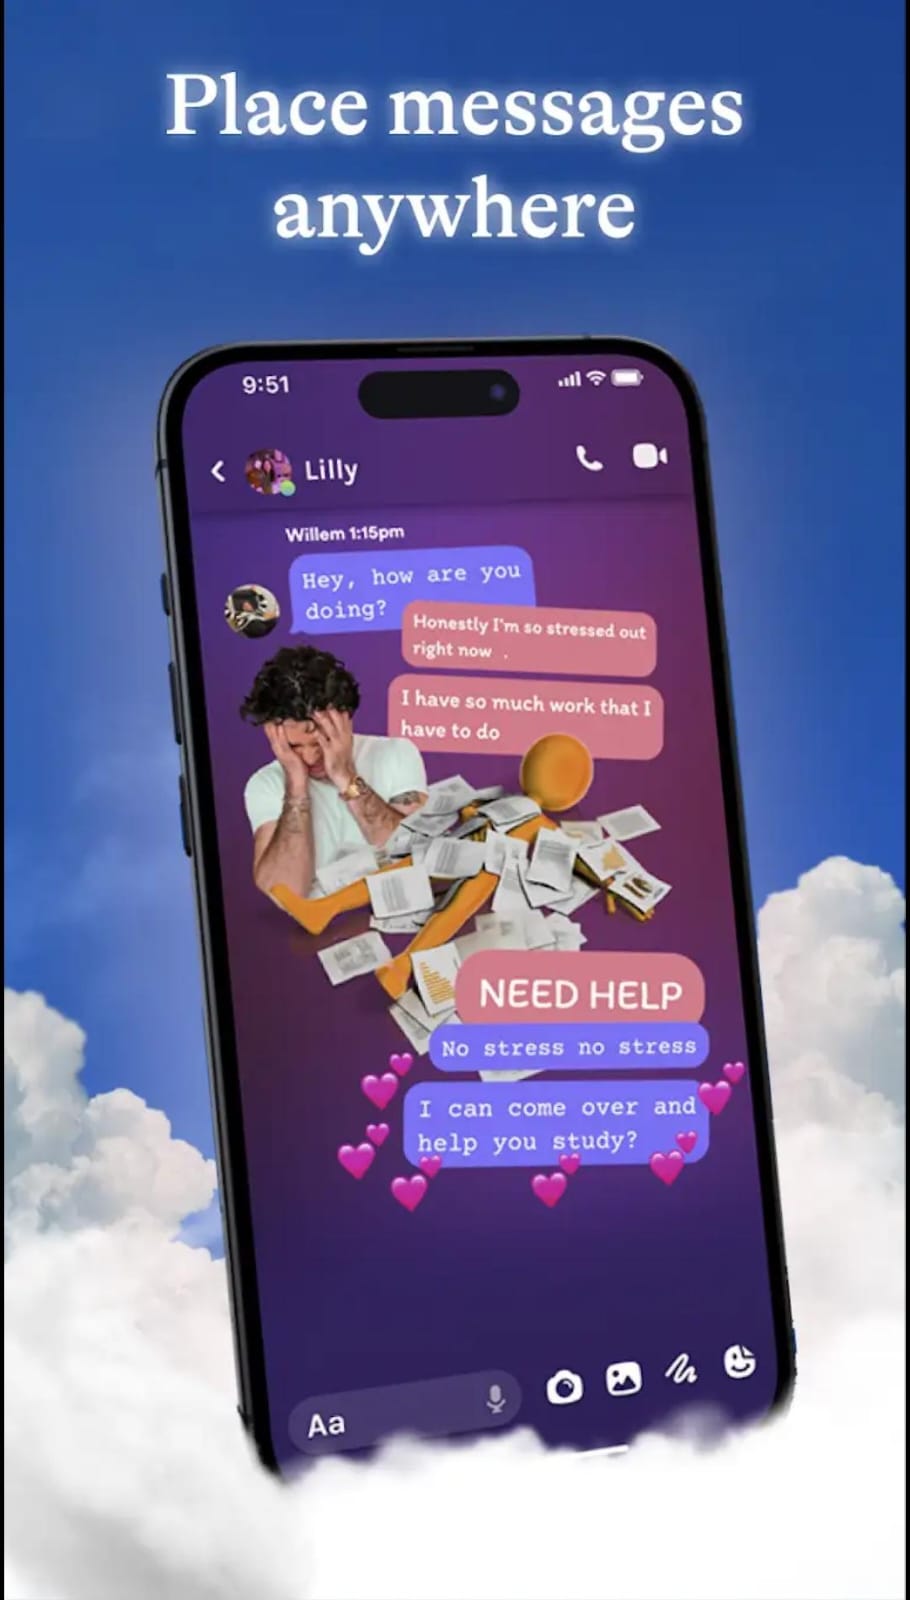 Place messages
anywhere
9:51
Lilly
Willem 1:15pm
Hey, how are you
doing?
Honestly I'm so stressed out
right now .
I have so much work that I
have to do
NEED HELP
No stress no stress
I can come over and
help you study?
Aa